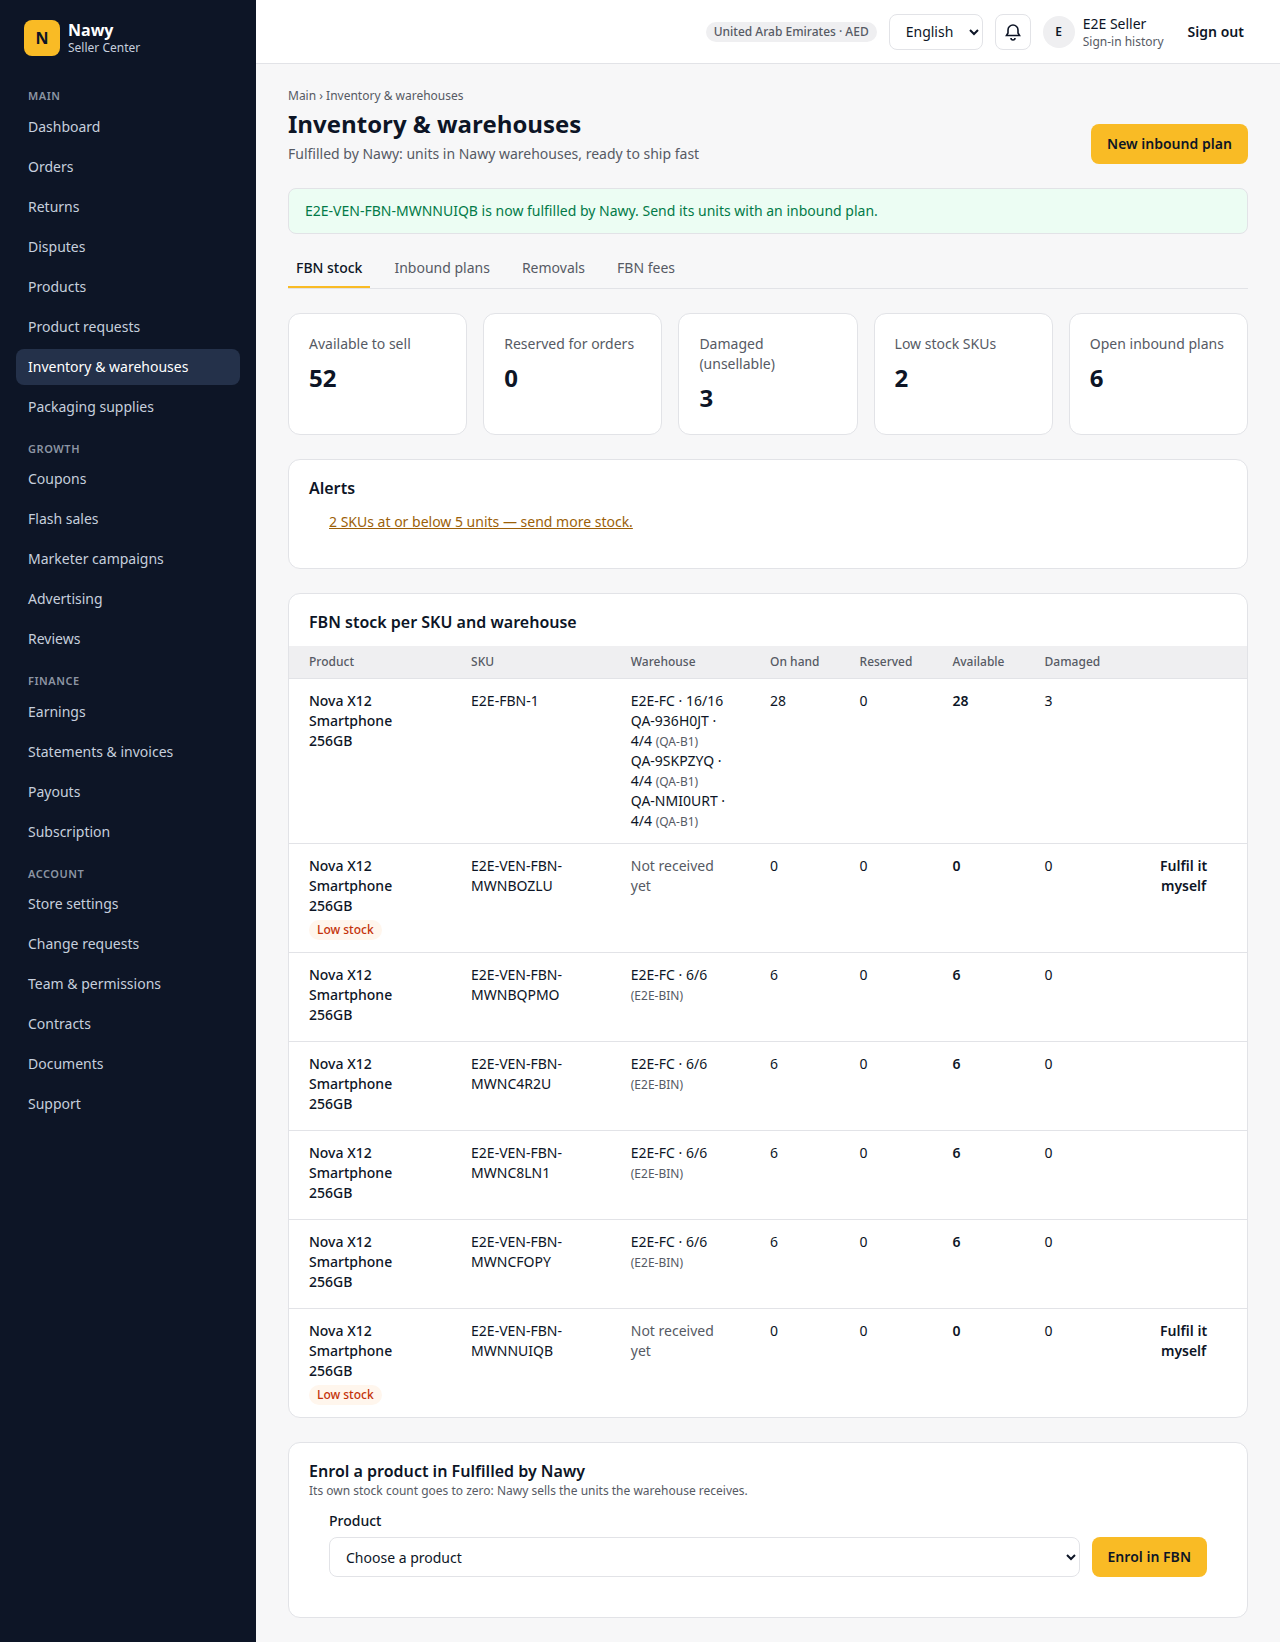 N
Nawy
Seller Center
MAIN
Dashboard
Orders
Returns
Disputes
Products
Product requests
Inventory & warehouses
Packaging supplies
GROWTH
Coupons
Flash sales
Marketer campaigns
Advertising
Reviews
FINANCE
Earnings
Statements & invoices
Payouts
Subscription
ACCOUNT
Store settings
Change requests
Team & permissions
Contracts
Documents
Support
United Arab Emirates · AED
English
E
E2E Seller
Sign-in history
Sign out
Main › Inventory & warehouses
Inventory & warehouses
Fulfilled by Nawy: units in Nawy warehouses, ready to ship fast
New inbound plan
E2E-VEN-FBN-MWNNUIQB is now fulfilled by Nawy. Send its units with an inbound plan.
FBN stock Inbound plans Removals FBN fees
Available to sell
52
Reserved for orders
0
Damaged
(unsellable)
3
Low stock SKUs
2
Open inbound plans
6
Alerts
2 SKUs at or below 5 units — send more stock.
FBN stock per SKU and warehouse
Product SKU Warehouse On hand Reserved Available Damaged
Nova X12 E2E-FBN-1 E2E-FC · 16/16 28 0 28 3
Smartphone QA-936H0JT ·
256GB 4/4 (QA-B1)
QA-9SKPZYQ ·
4/4 (QA-B1)
QA-NMI0URT ·
4/4 (QA-B1)
Nova X12 E2E-VEN-FBN- Not received 0 0 0 0 Fulfil it
Smartphone MWNBOZLU yet myself
256GB
Low stock
Nova X12 E2E-VEN-FBN- E2E-FC · 6/6 6 0 6 0
Smartphone MWNBQPMO (E2E-BIN)
256GB
Nova X12 E2E-VEN-FBN- E2E-FC · 6/6 6 0 6 0
Smartphone MWNC4R2U (E2E-BIN)
256GB
Nova X12 E2E-VEN-FBN- E2E-FC · 6/6 6 0 6 0
Smartphone MWNC8LN1 (E2E-BIN)
256GB
Nova X12 E2E-VEN-FBN- E2E-FC · 6/6 6 0 6 0
Smartphone MWNCFOPY (E2E-BIN)
256GB
Nova X12 E2E-VEN-FBN- Not received 0 0 0 0 Fulfil it
Smartphone MWNNUIQB yet myself
256GB
Low stock
Enrol a product in Fulfilled by Nawy
Its own stock count goes to zero: Nawy sells the units the warehouse receives.
Product
Choose a product
Enrol in FBN